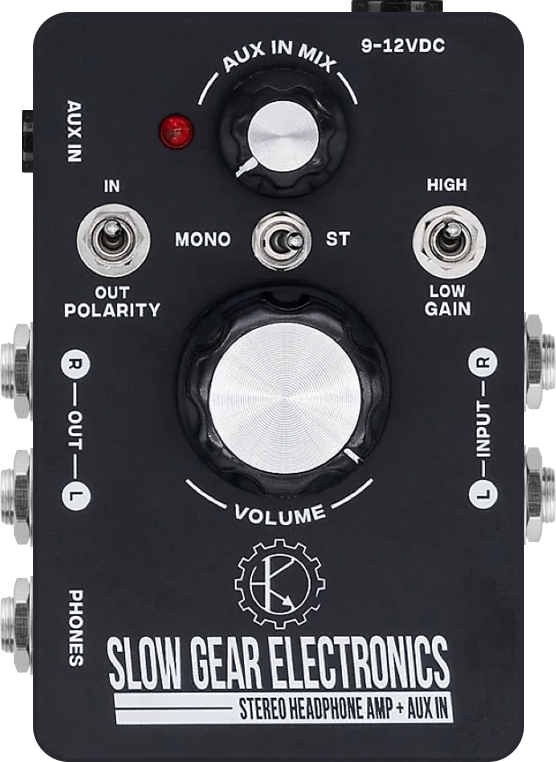 9-12VDC
AUX IN MIX
AUX IN
IN
HIGH
MONO
ST
OUT
POLARITY
LOW
GAIN
R
OUT
L
R
INPUT
L
VOLUME
PHONES
SLOW GEAR ELECTRONICS
STEREO HEADPHONE AMP + AUX IN